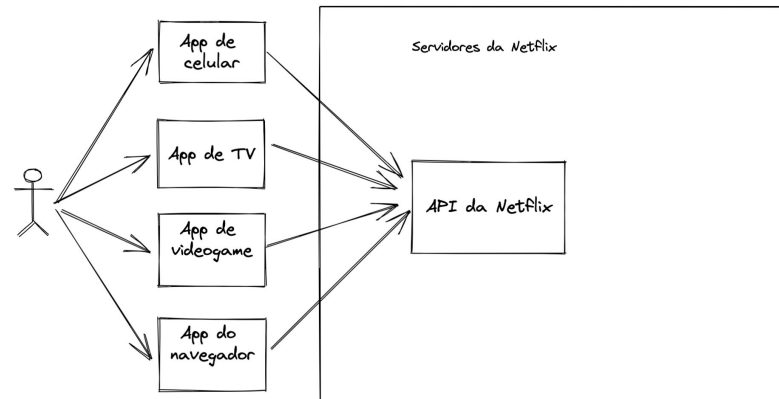 App de
celular
Servidores da Netflix
App de TV
API da Netflix
App de
videogame
App do
navegador